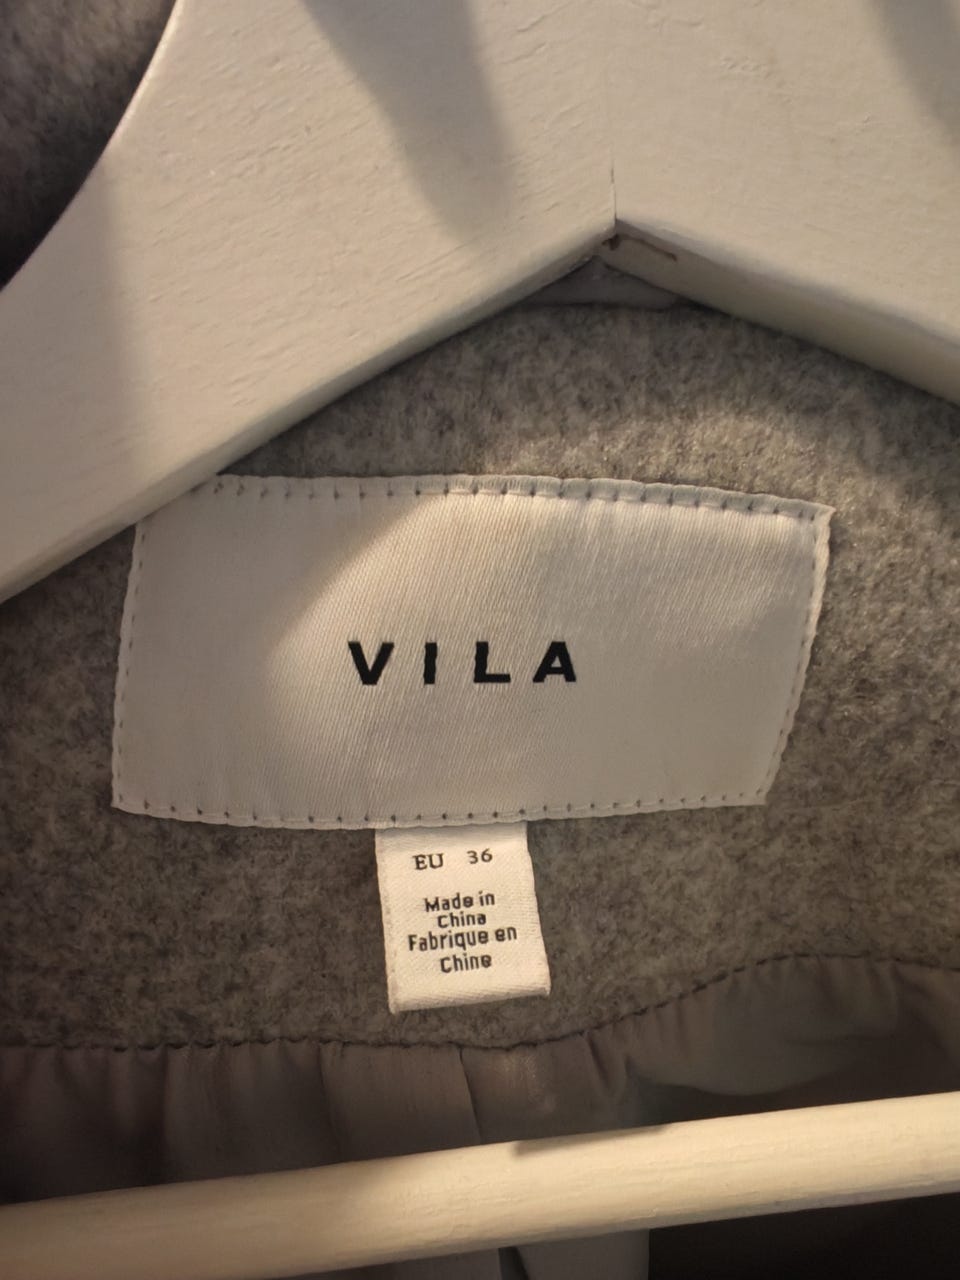 VILA
EU 36
Made in
China
Fabrique en
Chine